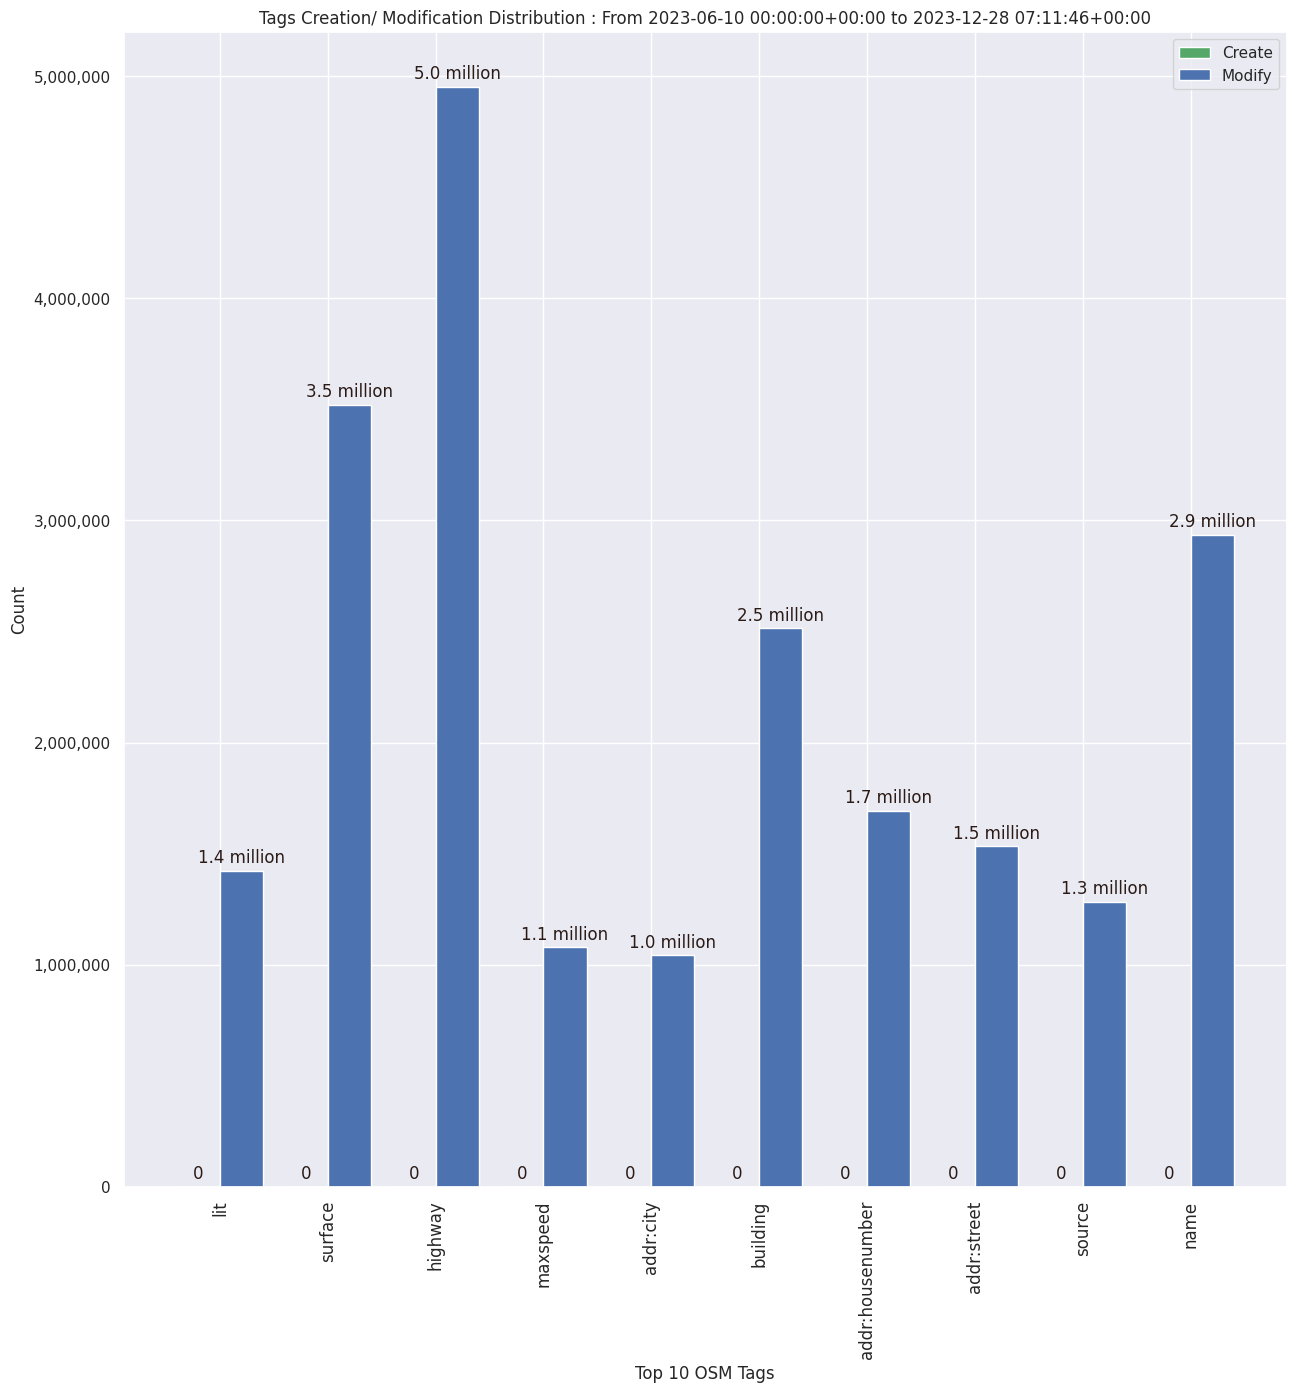 Tags Creation/ Modification Distribution : From 2023-06-10 00:00:00+00:00 to 2023-12-28 07:11:46+00:00
Create
Modify
Count
5,000,000
4,000,000
3,000,000
2,000,000
1,000,000
0
5.0 million
3.5 million
2.9 million
2.5 million
1.7 million
1.5 million
1.4 million
1.3 million
1.1 million
1.0 million
0 0 0 0 0 0 0 0 0 0
lit
surface
highway
maxspeed
addr:city
building
addr:housenumber
addr:street
source
name
Top 10 OSM Tags